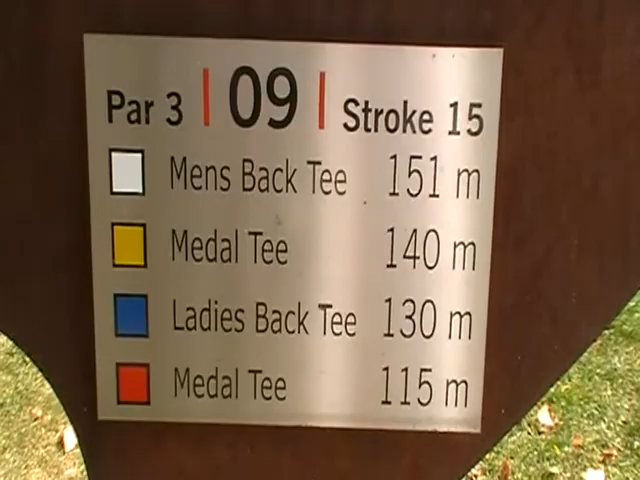 Par 3 | 09 | Stroke 15
Mens Back Tee 151 m
Medal Tee 140 m
Ladies Back Tee 130 m
Medal Tee 115 m